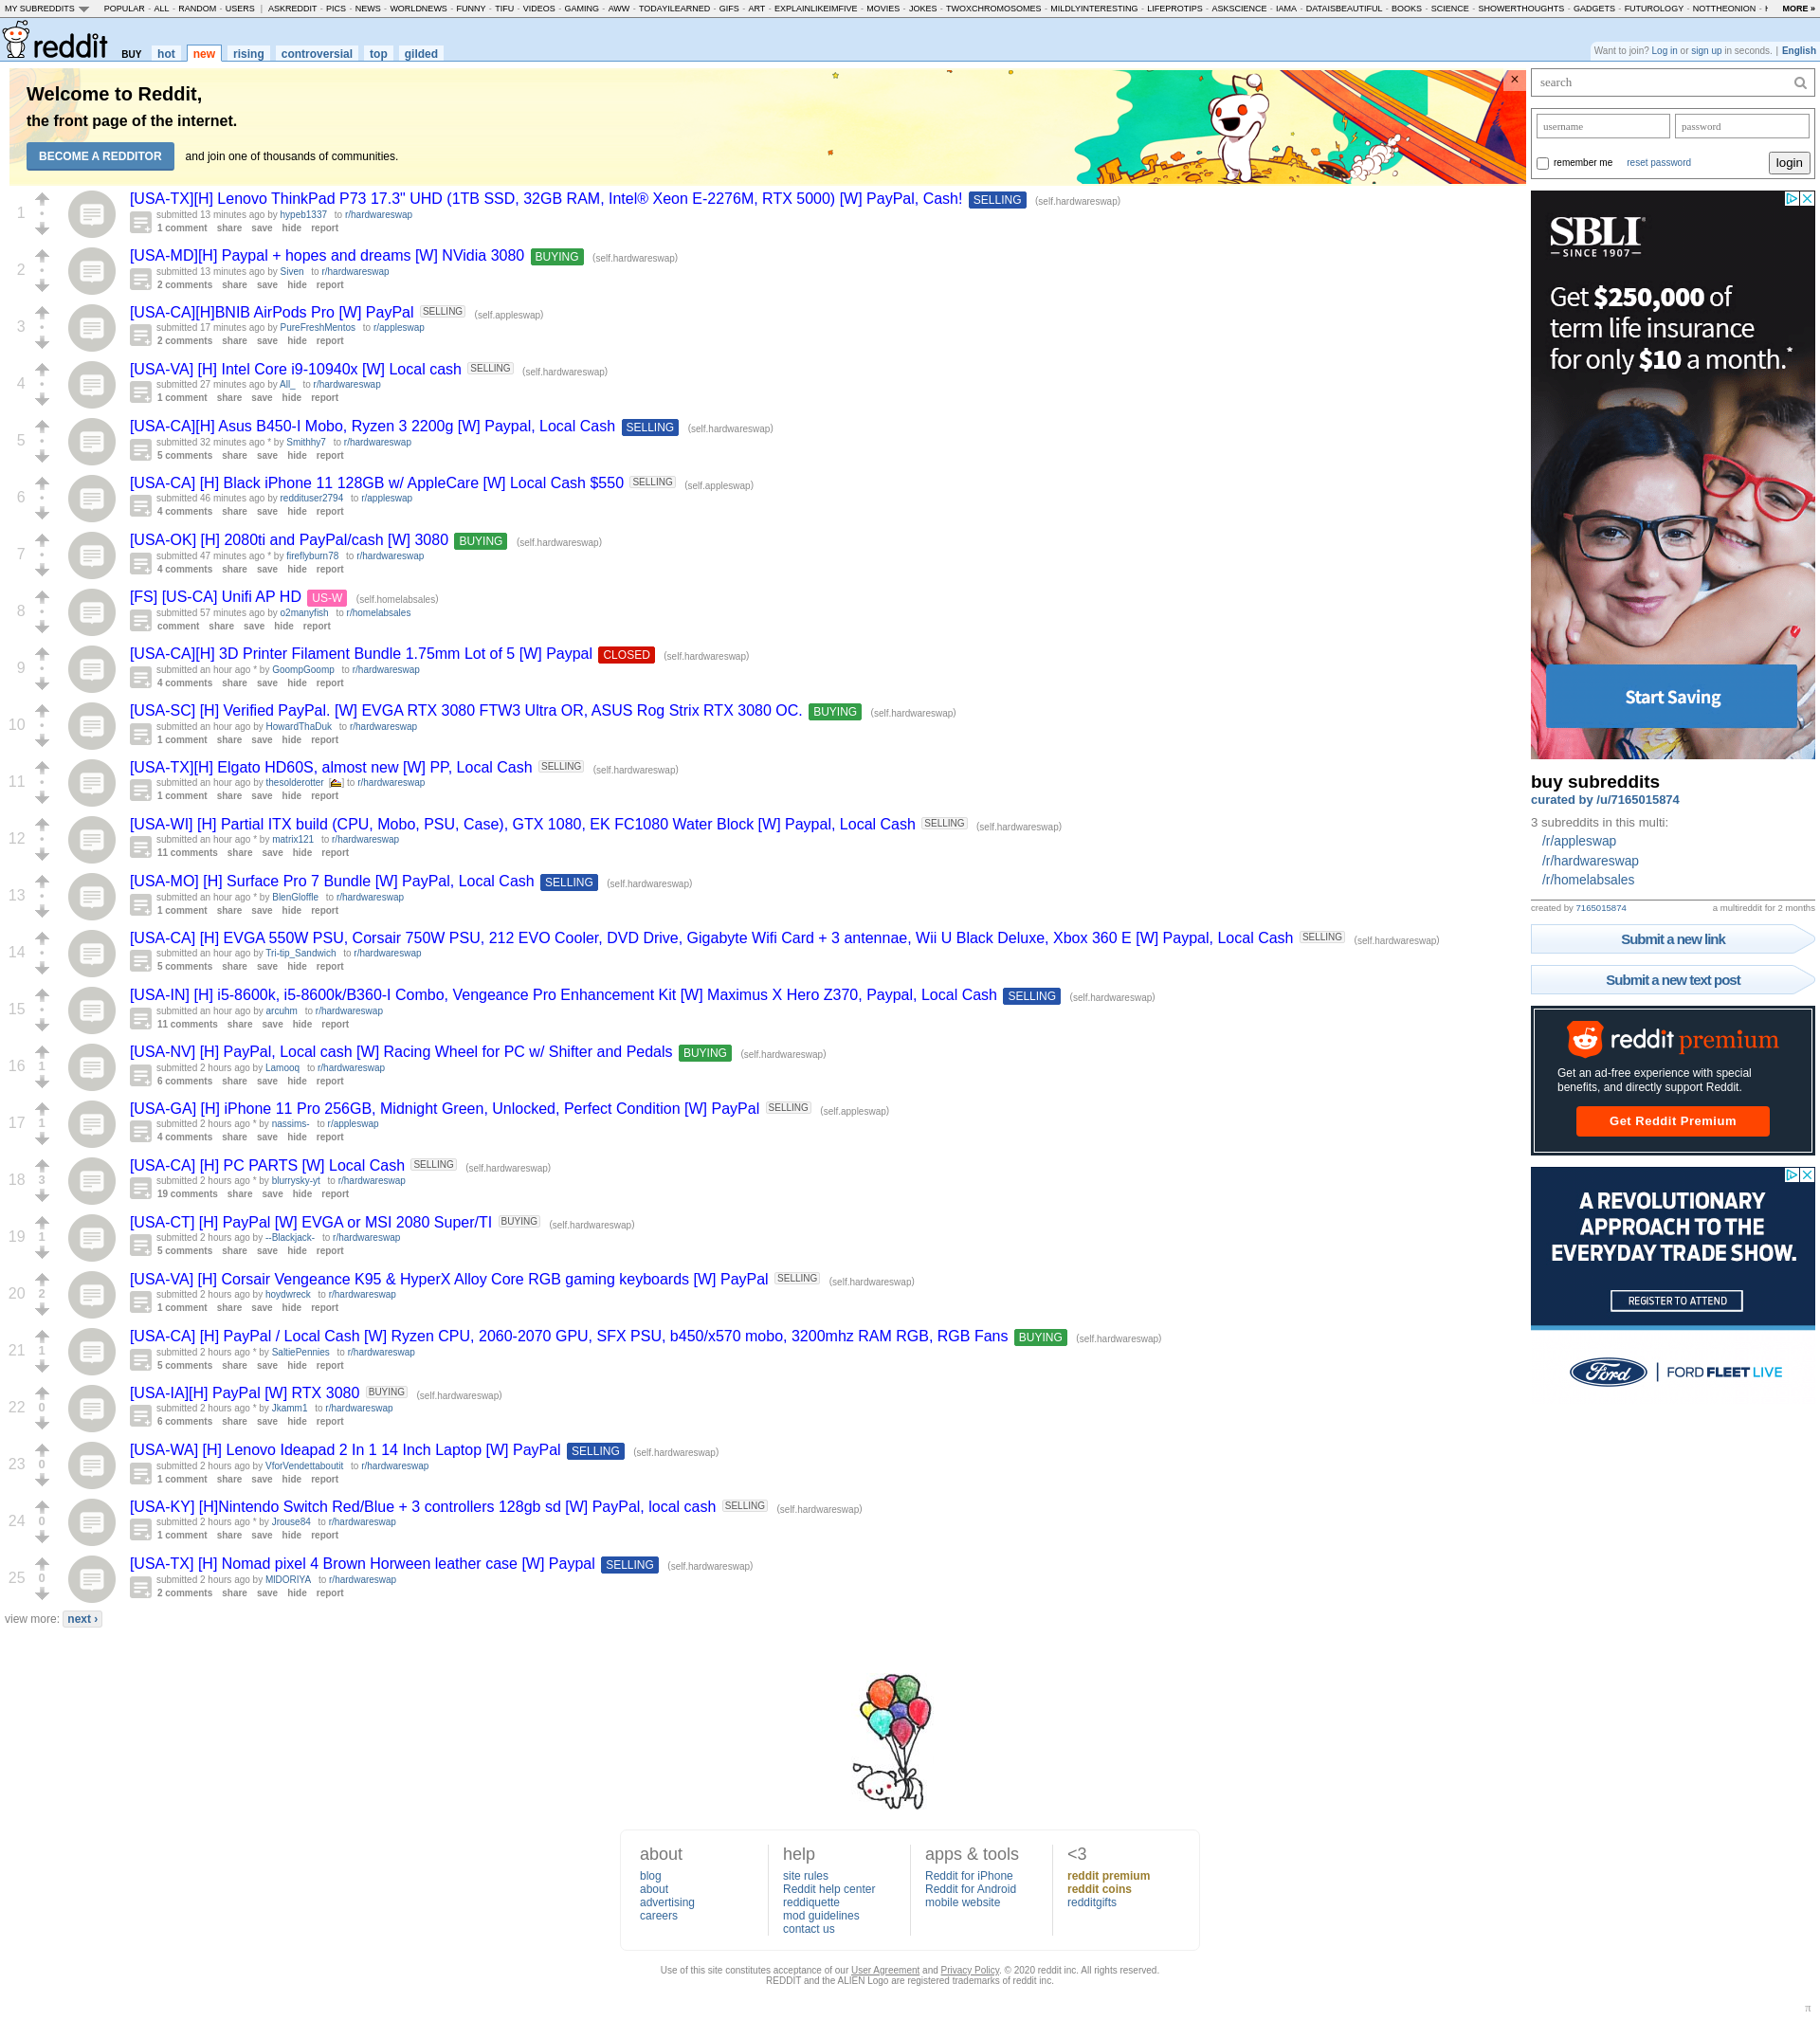 MY SUBREDDITS POPULAR - ALL - RANDOM - USERS | ASKREDDIT - PICS - NEWS - WORLDNEWS - FUNNY - TIFU - VIDEOS - GAMING - AWW - TODAYILEARNED - GIFS - ART - EXPLAINLIKEIMFIVE - MOVIES - JOKES - TWOXCHROMOSOMES - MILDLYINTERESTING - LIFEPROTIPS - ASKSCIENCE - IAMA - DATAISBEAUTIFUL - BOOKS - SCIENCE - SHOWERTHOUGHTS - GADGETS - FUTUROLOGY - NOTTHEONION - MORE »
reddit BUY hot new rising controversial top gilded
Want to join? Log in or sign up in seconds. | English
Welcome to Reddit,
the front page of the internet.
BECOME A REDDITOR and join one of thousands of communities.
×
1 [USA-TX][H] Lenovo ThinkPad P73 17.3" UHD (1TB SSD, 32GB RAM, Intel® Xeon E-2276M, RTX 5000) [W] PayPal, Cash! SELLING (self.hardwareswap)
submitted 13 minutes ago by hypeb1337 to r/hardwareswap
1 comment share save hide report
2 [USA-MD][H] Paypal + hopes and dreams [W] NVidia 3080 BUYING (self.hardwareswap)
submitted 13 minutes ago by Siven to r/hardwareswap
2 comments share save hide report
3 [USA-CA][H]BNIB AirPods Pro [W] PayPal SELLING (self.appleswap)
submitted 17 minutes ago by PureFreshMentos to r/appleswap
2 comments share save hide report
4 [USA-VA] [H] Intel Core i9-10940x [W] Local cash SELLING (self.hardwareswap)
submitted 27 minutes ago by All_ to r/hardwareswap
1 comment share save hide report
5 [USA-CA][H] Asus B450-I Mobo, Ryzen 3 2200g [W] Paypal, Local Cash SELLING (self.hardwareswap)
submitted 32 minutes ago * by Smithhy7 to r/hardwareswap
5 comments share save hide report
6 [USA-CA] [H] Black iPhone 11 128GB w/ AppleCare [W] Local Cash $550 SELLING (self.appleswap)
submitted 46 minutes ago by reddituser2794 to r/appleswap
4 comments share save hide report
7 [USA-OK] [H] 2080ti and PayPal/cash [W] 3080 BUYING (self.hardwareswap)
submitted 47 minutes ago * by fireflyburn78 to r/hardwareswap
4 comments share save hide report
8 [FS] [US-CA] Unifi AP HD US-W (self.homelabsales)
submitted 57 minutes ago by o2manyfish to r/homelabsales
comment share save hide report
9 [USA-CA][H] 3D Printer Filament Bundle 1.75mm Lot of 5 [W] Paypal CLOSED (self.hardwareswap)
submitted an hour ago * by GoompGoomp to r/hardwareswap
4 comments share save hide report
10 [USA-SC] [H] Verified PayPal. [W] EVGA RTX 3080 FTW3 Ultra OR, ASUS Rog Strix RTX 3080 OC. BUYING (self.hardwareswap)
submitted an hour ago by HowardThaDuk to r/hardwareswap
1 comment share save hide report
11 [USA-TX][H] Elgato HD60S, almost new [W] PP, Local Cash SELLING (self.hardwareswap)
submitted an hour ago by thesolderotter [] to r/hardwareswap
1 comment share save hide report
12 [USA-WI] [H] Partial ITX build (CPU, Mobo, PSU, Case), GTX 1080, EK FC1080 Water Block [W] Paypal, Local Cash SELLING (self.hardwareswap)
submitted an hour ago * by matrix121 to r/hardwareswap
11 comments share save hide report
13 [USA-MO] [H] Surface Pro 7 Bundle [W] PayPal, Local Cash SELLING (self.hardwareswap)
submitted an hour ago * by BlenGloffle to r/hardwareswap
1 comment share save hide report
14 [USA-CA] [H] EVGA 550W PSU, Corsair 750W PSU, 212 EVO Cooler, DVD Drive, Gigabyte Wifi Card + 3 antennae, Wii U Black Deluxe, Xbox 360 E [W] Paypal, Local Cash SELLING (self.hardwareswap)
submitted an hour ago by Tri-tip_Sandwich to r/hardwareswap
5 comments share save hide report
15 [USA-IN] [H] i5-8600k, i5-8600k/B360-I Combo, Vengeance Pro Enhancement Kit [W] Maximus X Hero Z370, Paypal, Local Cash SELLING (self.hardwareswap)
submitted an hour ago by arcuhm to r/hardwareswap
11 comments share save hide report
16 1 [USA-NV] [H] PayPal, Local cash [W] Racing Wheel for PC w/ Shifter and Pedals BUYING (self.hardwareswap)
submitted 2 hours ago by Lamooq to r/hardwareswap
6 comments share save hide report
17 1 [USA-GA] [H] iPhone 11 Pro 256GB, Midnight Green, Unlocked, Perfect Condition [W] PayPal SELLING (self.appleswap)
submitted 2 hours ago * by nassims- to r/appleswap
4 comments share save hide report
18 3 [USA-CA] [H] PC PARTS [W] Local Cash SELLING (self.hardwareswap)
submitted 2 hours ago * by blurrysky-yt to r/hardwareswap
19 comments share save hide report
19 1 [USA-CT] [H] PayPal [W] EVGA or MSI 2080 Super/TI BUYING (self.hardwareswap)
submitted 2 hours ago by --Blackjack- to r/hardwareswap
5 comments share save hide report
20 2 [USA-VA] [H] Corsair Vengeance K95 & HyperX Alloy Core RGB gaming keyboards [W] PayPal SELLING (self.hardwareswap)
submitted 2 hours ago by hoydwreck to r/hardwareswap
1 comment share save hide report
21 1 [USA-CA] [H] PayPal / Local Cash [W] Ryzen CPU, 2060-2070 GPU, SFX PSU, b450/x570 mobo, 3200mhz RAM RGB, RGB Fans BUYING (self.hardwareswap)
submitted 2 hours ago * by SaltiePennies to r/hardwareswap
5 comments share save hide report
22 0 [USA-IA][H] PayPal [W] RTX 3080 BUYING (self.hardwareswap)
submitted 2 hours ago * by Jkamm1 to r/hardwareswap
6 comments share save hide report
23 0 [USA-WA] [H] Lenovo Ideapad 2 In 1 14 Inch Laptop [W] PayPal SELLING (self.hardwareswap)
submitted 2 hours ago by VforVendettaboutit to r/hardwareswap
1 comment share save hide report
24 0 [USA-KY] [H]Nintendo Switch Red/Blue + 3 controllers 128gb sd [W] PayPal, local cash SELLING (self.hardwareswap)
submitted 2 hours ago * by Jrouse84 to r/hardwareswap
1 comment share save hide report
25 0 [USA-TX] [H] Nomad pixel 4 Brown Horween leather case [W] Paypal SELLING (self.hardwareswap)
submitted 2 hours ago by MIDORIYA to r/hardwareswap
2 comments share save hide report
view more: next ›
search
username password
remember me reset password login
SBLI®
— SINCE 1907 —
Get $250,000 of
term life insurance
for only $10 a month.*
Start Saving
buy subreddits
curated by /u/7165015874
3 subreddits in this multi:
/r/appleswap
/r/hardwareswap
/r/homelabsales
created by 7165015874 a multireddit for 2 months
Submit a new link
Submit a new text post
reddit premium
Get an ad-free experience with special
benefits, and directly support Reddit.
Get Reddit Premium
A REVOLUTIONARY
APPROACH TO THE
EVERYDAY TRADE SHOW.
REGISTER TO ATTEND
Ford | FORD FLEET LIVE
about
blog
about
advertising
careers
help
site rules
Reddit help center
reddiquette
mod guidelines
contact us
apps & tools
Reddit for iPhone
Reddit for Android
mobile website
<3
reddit premium
reddit coins
redditgifts
Use of this site constitutes acceptance of our User Agreement and Privacy Policy. © 2020 reddit inc. All rights reserved.
REDDIT and the ALIEN Logo are registered trademarks of reddit inc.
π